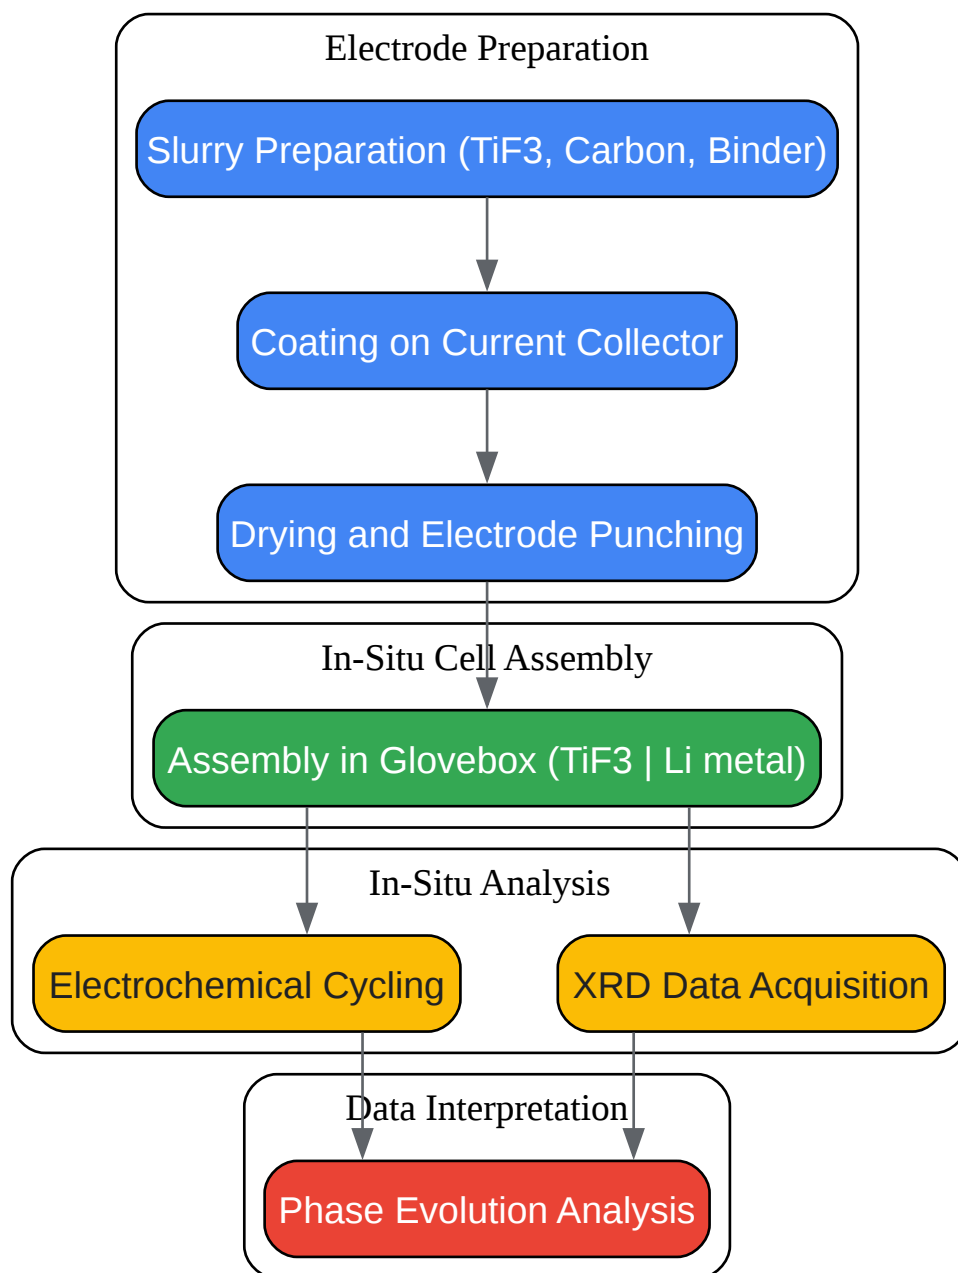 Electrode Preparation
Slurry Preparation (TiF3, Carbon, Binder)
Coating on Current Collector
Drying and Electrode Punching
In-Situ Cell Assembly
Assembly in Glovebox (TiF3 | Li metal)
In-Situ Analysis
Electrochemical Cycling
XRD Data Acquisition
Data Interpretation
Phase Evolution Analysis